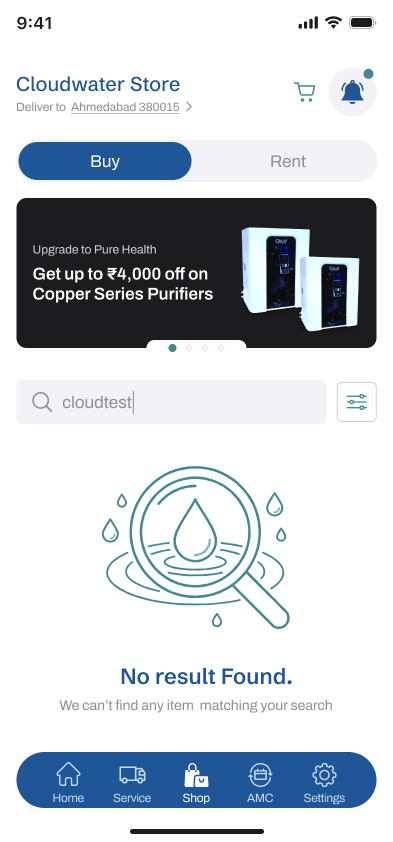 9:41
Cloudwater Store
Deliver to Ahmedabad 380015
Buy
Rent
Upgrade to Pure Health
Get up to ₹4,000 off on
Copper Series Purifiers
Cloud
Cloud
cloudtest
No result Found.
We can't find any item matching your search
Home
Service
Shop
AMC
Settings